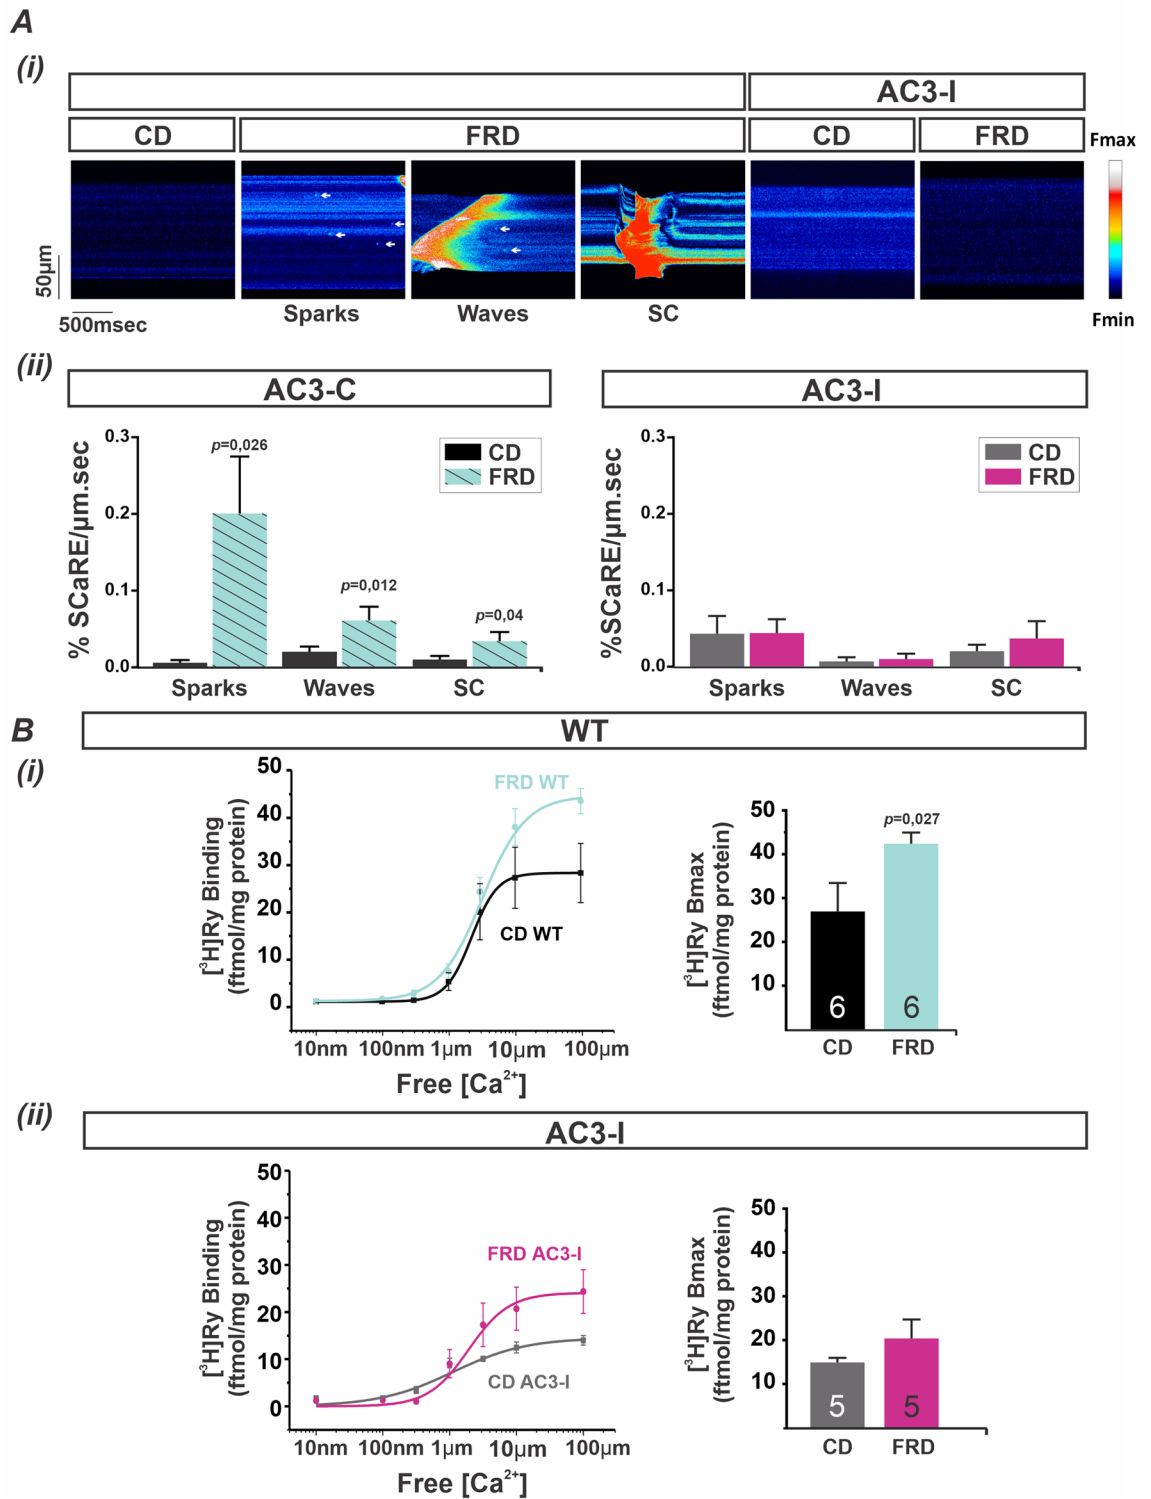 A
(i)
AC3-I
CD FRD CD FRD
Fmax
50µm
Sparks Waves SC
500msec
Fmin
(ii)
AC3-C AC3-I
% SCaRE/µm.sec
0.3
0.2
0.1
0.0
p=0,026
p=0,012
p=0,04
CD
FRD
Sparks Waves SC
%SCaRE/µm.sec
0.3
0.2
0.1
0.0
CD
FRD
Sparks Waves SC
B
WT
(i)
[³H]Ry Binding
(ftmol/mg protein)
50
40
30
20
10
0
FRD WT
CD WT
10nm 100nm 1µm 10µm 100µm
Free [Ca²⁺]
[³H]Ry Bmax
(ftmol/mg protein)
50
40
30
20
10
p=0,027
6 6
CD FRD
(ii)
AC3-I
[³H]Ry Binding
(ftmol/mg protein)
50
40
30
20
10
0
FRD AC3-I
CD AC3-I
10nm 100nm 1µm 10µm 100µm
Free [Ca²⁺]
[³H]Ry Bmax
(ftmol/mg protein)
50
40
30
20
10
5 5
CD FRD